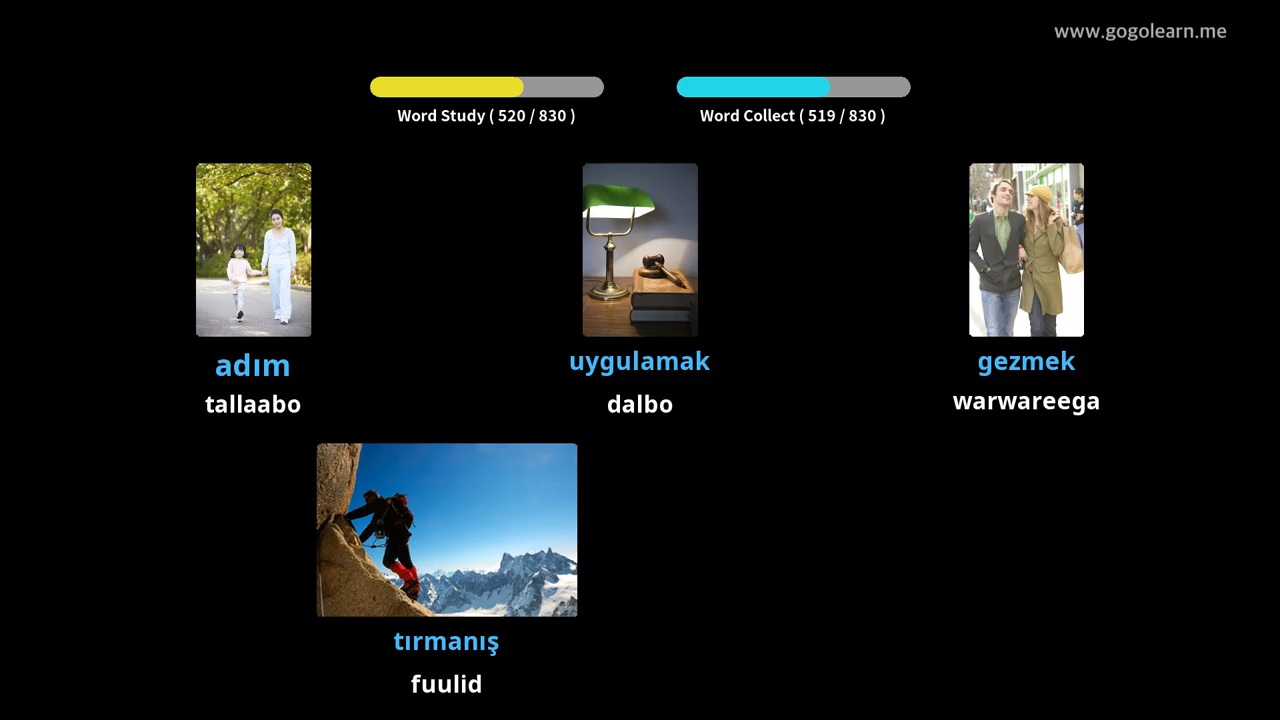 www.gogolearn.me
Word Study ( 520 / 830 )
Word Collect ( 519 / 830 )
adım
tallaabo
uygulamak
dalbo
gezmek
warwareega
tırmanış
fuulid